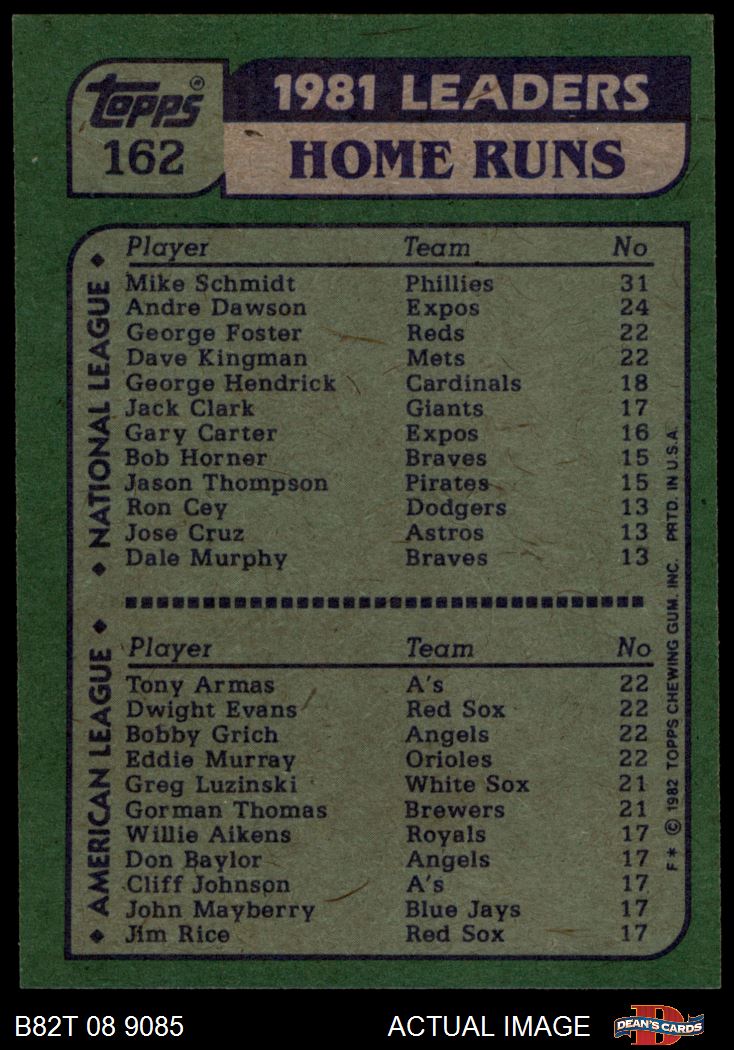 Topps®
162
1981 LEADERS
HOME RUNS
NATIONAL LEAGUE
Player Team No
Mike Schmidt Phillies 31
Andre Dawson Expos 24
George Foster Reds 22
Dave Kingman Mets 22
George Hendrick Cardinals 18
Jack Clark Giants 17
Gary Carter Expos 16
Bob Horner Braves 15
Jason Thompson Pirates 15
Ron Cey Dodgers 13
Jose Cruz Astros 13
Dale Murphy Braves 13
AMERICAN LEAGUE
Player Team No
Tony Armas A's 22
Dwight Evans Red Sox 22
Bobby Grich Angels 22
Eddie Murray Orioles 22
Greg Luzinski White Sox 21
Gorman Thomas Brewers 21
Willie Aikens Royals 17
Don Baylor Angels 17
Cliff Johnson A's 17
John Mayberry Blue Jays 17
Jim Rice Red Sox 17
F* © 1982 TOPPS CHEWING GUM, INC. PRTD. IN U.S.A.
B82T 08 9085 ACTUAL IMAGE
D
DEAN'S CARDS